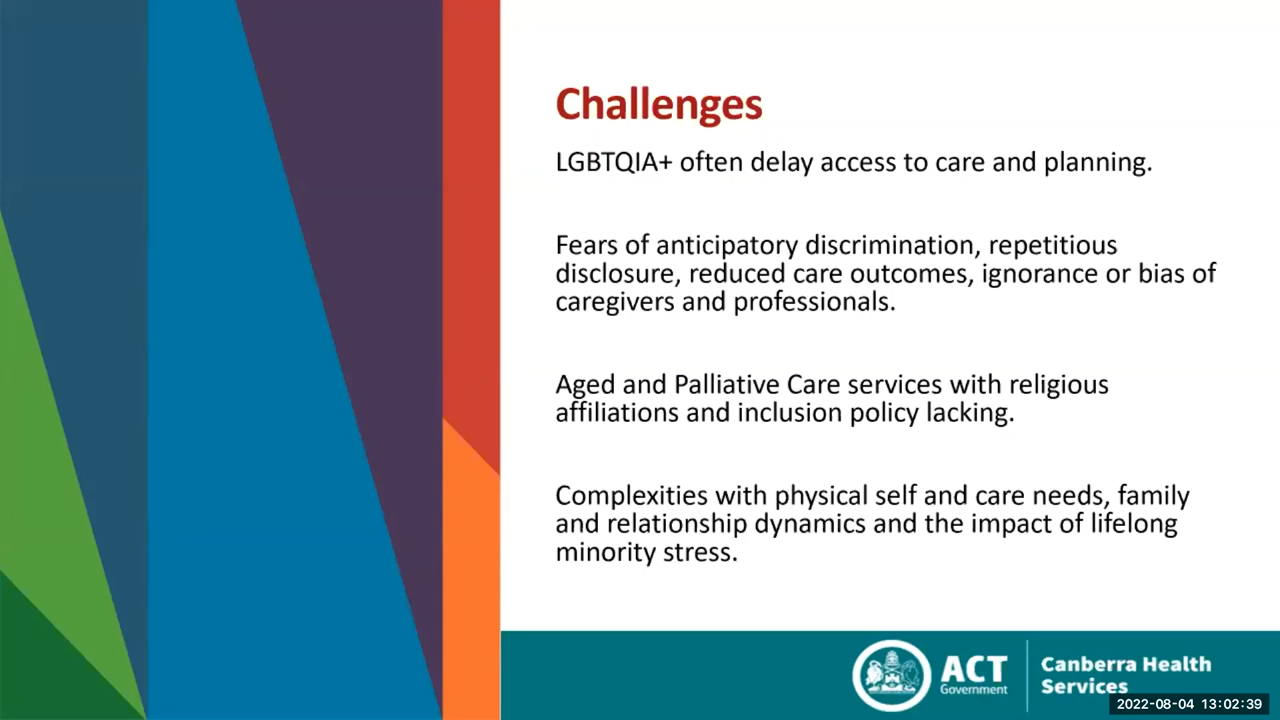 Challenges
LGBTQIA+ often delay access to care and planning.
Fears of anticipatory discrimination, repetitious
disclosure, reduced care outcomes, ignorance or bias of
caregivers and professionals.
Aged and Palliative Care services with religious
affiliations and inclusion policy lacking.
Complexities with physical self and care needs, family
and relationship dynamics and the impact of lifelong
minority stress.
ACT
Government
Canberra Health
Services
2022-08-04 13:02:39